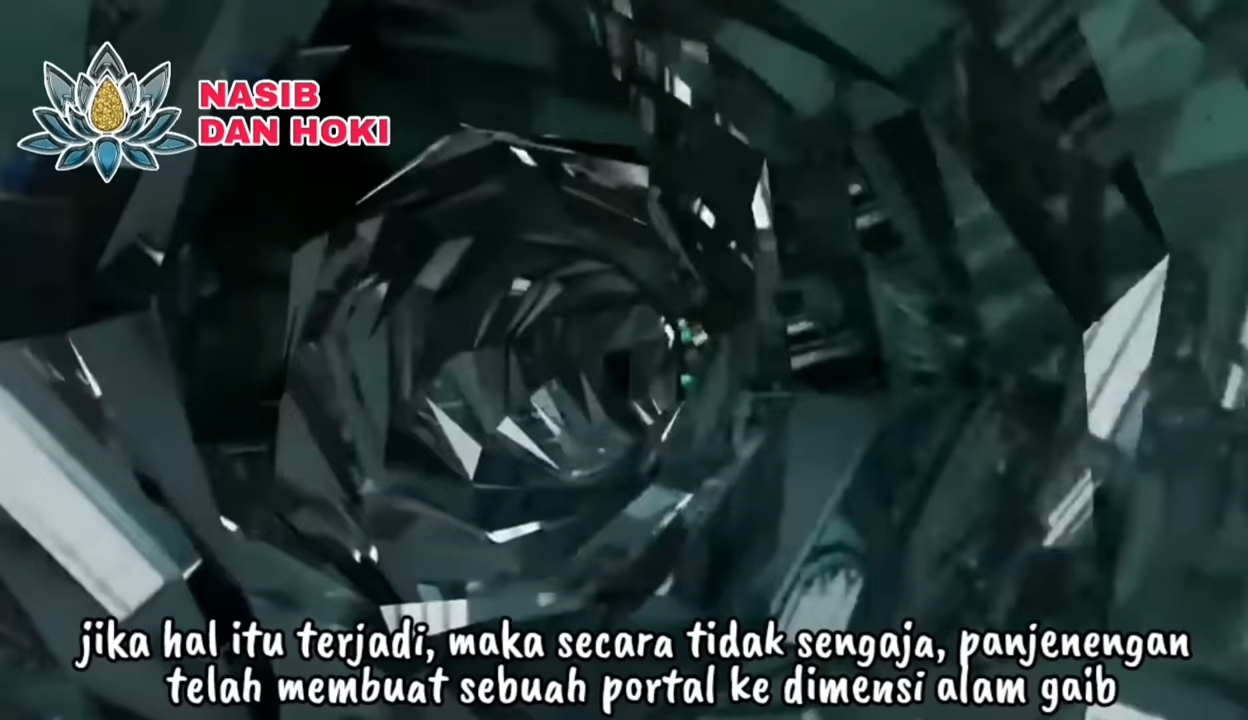 NASIB
DAN HOKI
jika hal itu terjadi, maka secara tidak sengaja, panjenengan
telah membuat sebuah portal ke dimensi alam gaib